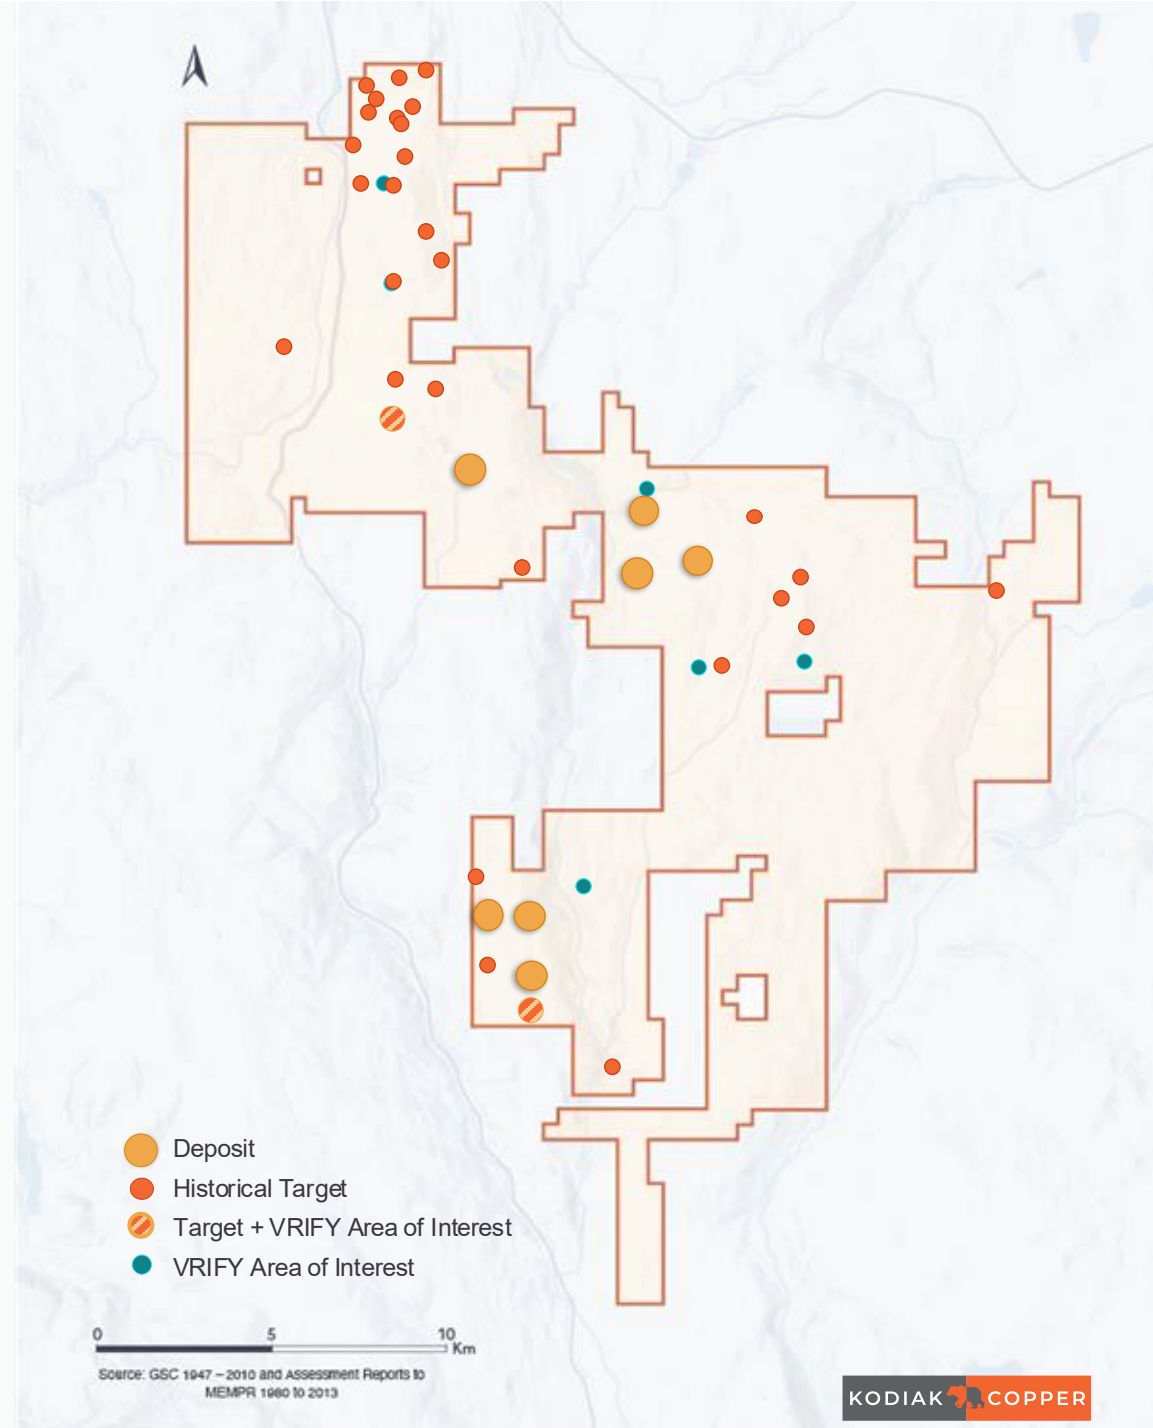 Deposit
Historical Target
Target + VRIFY Area of Interest
VRIFY Area of Interest
0 5 10
Km
Source: GSC 1947 – 2010 and Assessment Reports to
MEMPR 1980 to 2013
KODIAK COPPER